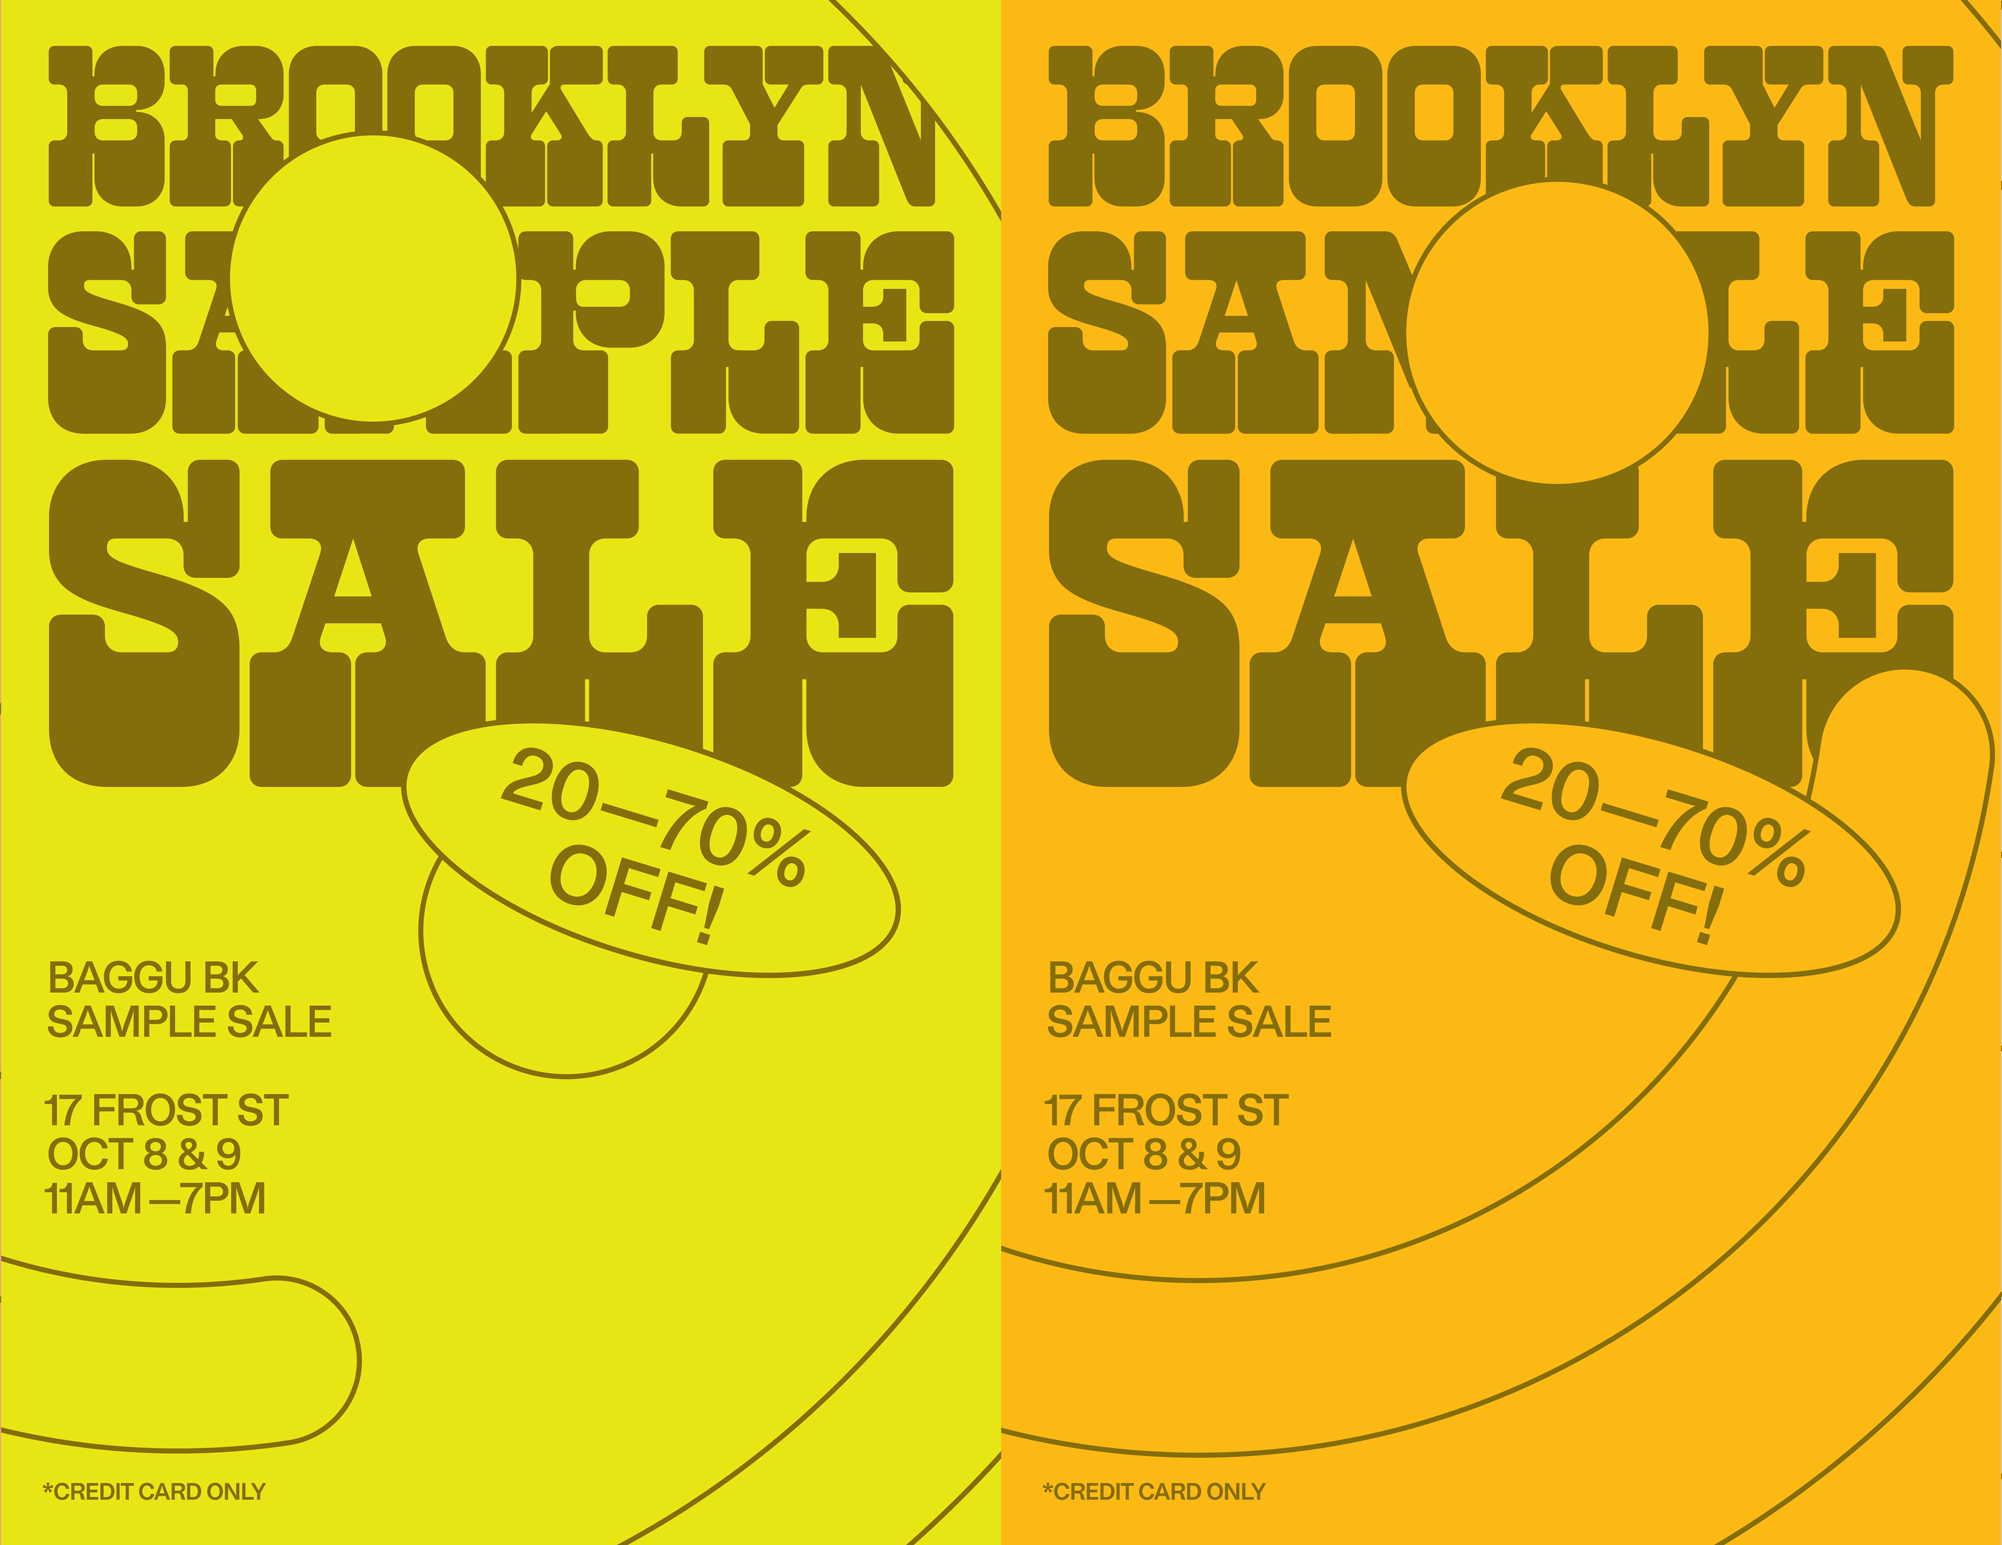 BROOKLYN
SAMPLE
SALE
20—70%
OFF!
BAGGU BK
SAMPLE SALE
17 FROST ST
OCT 8 & 9
11AM—7PM
*CREDIT CARD ONLY
BROOKLYN
SAMPLE
SALE
20—70%
OFF!
BAGGU BK
SAMPLE SALE
17 FROST ST
OCT 8 & 9
11AM—7PM
*CREDIT CARD ONLY